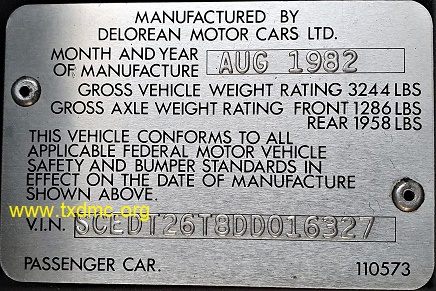 MANUFACTURED BY
DELOREAN MOTOR CARS LTD.
MONTH AND YEAR
OF MANUFACTURE AUG 1982
GROSS VEHICLE WEIGHT RATING 3244 LBS
GROSS AXLE WEIGHT RATING FRONT 1286 LBS
REAR 1958 LBS
THIS VEHICLE CONFORMS TO ALL
APPLICABLE FEDERAL MOTOR VEHICLE
SAFETY AND BUMPER STANDARDS IN
EFFECT ON THE DATE OF MANUFACTURE
SHOWN ABOVE.
www.txdmc.org
V.I.N. SCEDT26T8DD016327
PASSENGER CAR. 110573